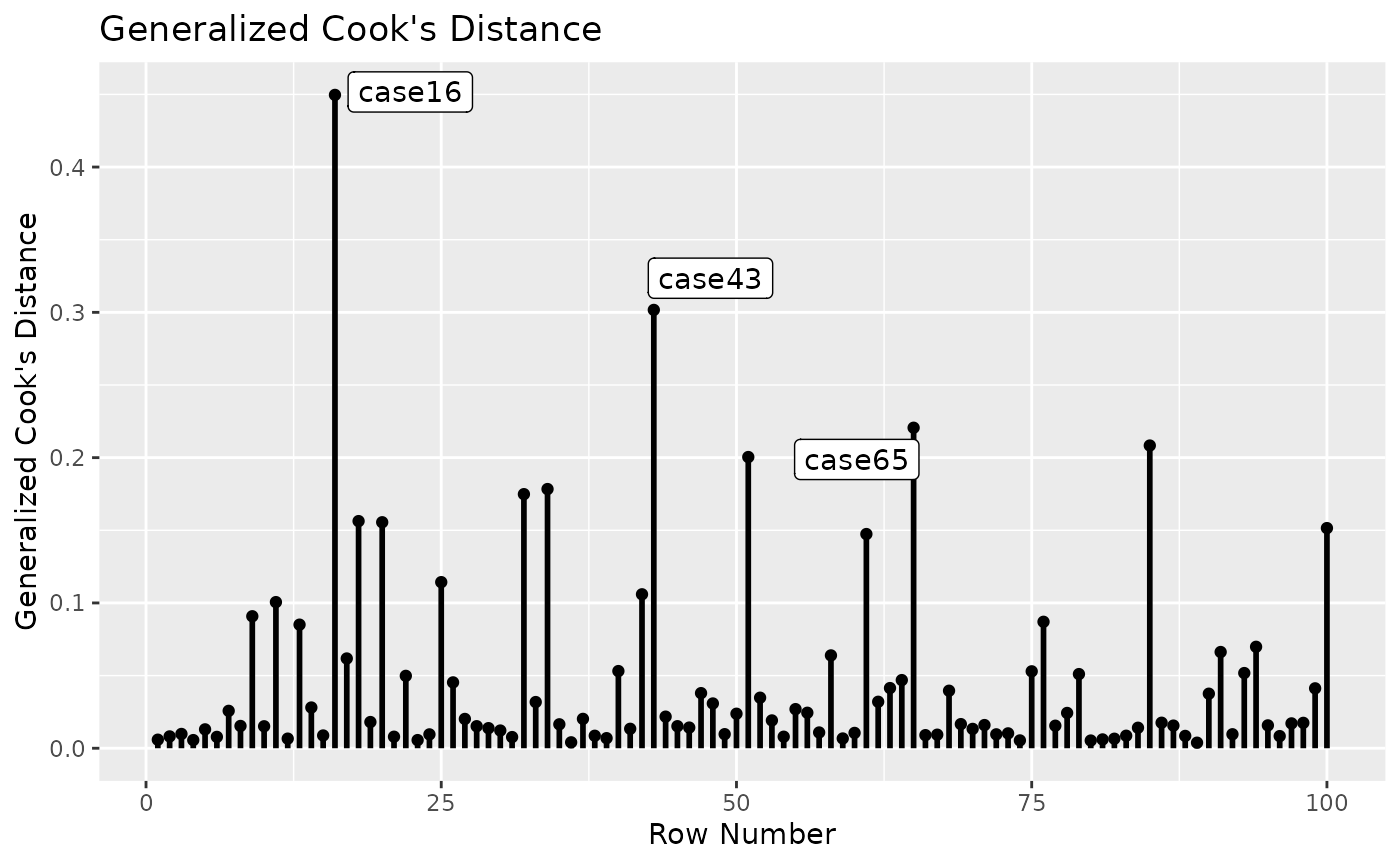 Generalized Cook's Distance
case16
case43
case65
Generalized Cook's Distance
0.4
0.3
0.2
0.1
0.0
0 25 50 75 100
Row Number